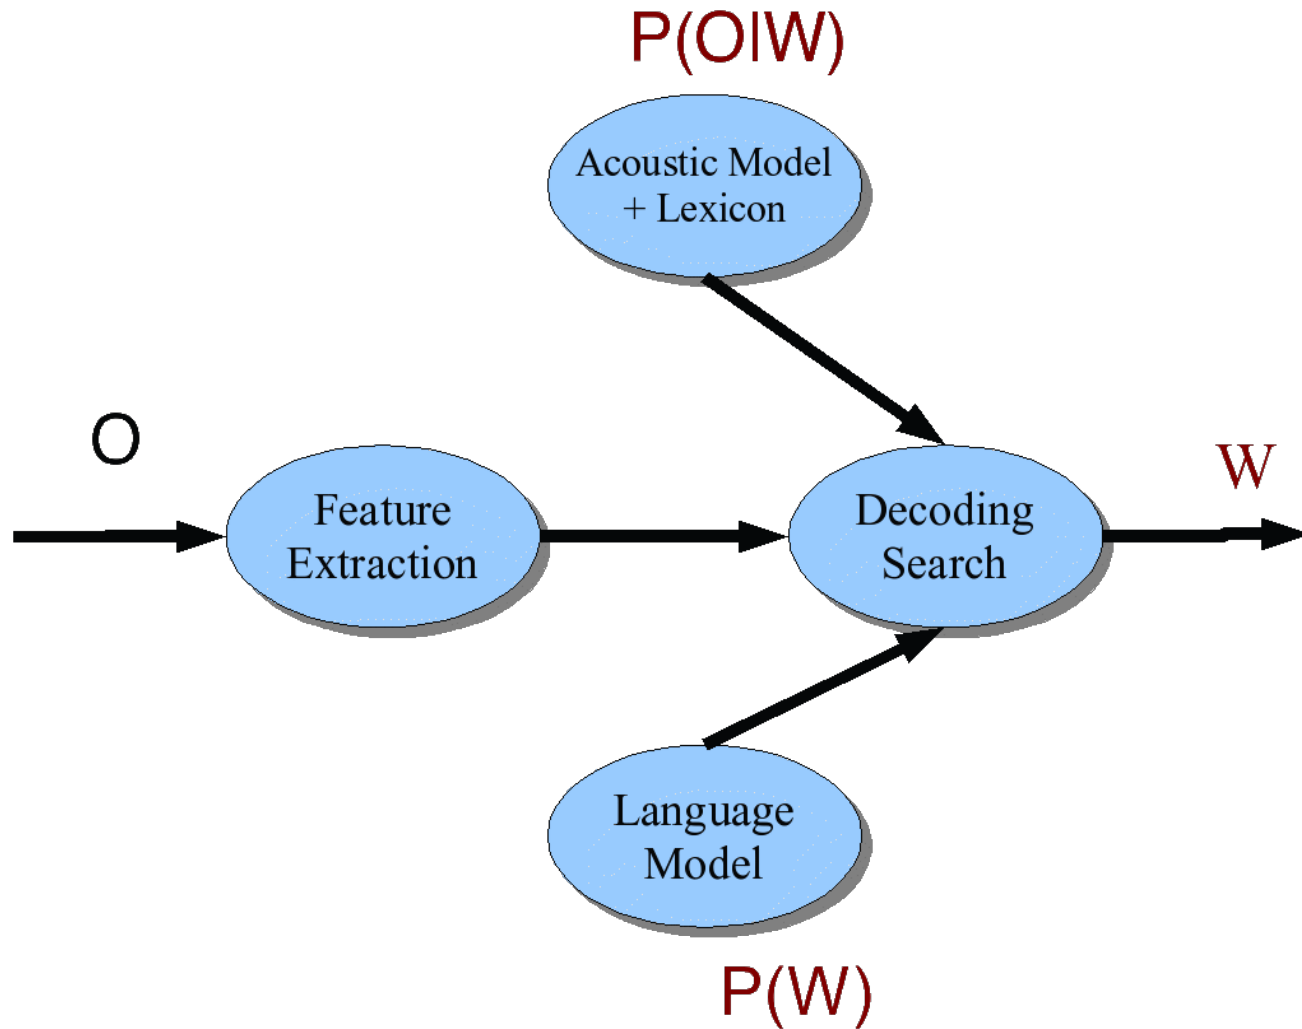 P(O|W)
Acoustic Model
+ Lexicon
O
Feature
Extraction
Decoding
Search
W
Language
Model
P(W)